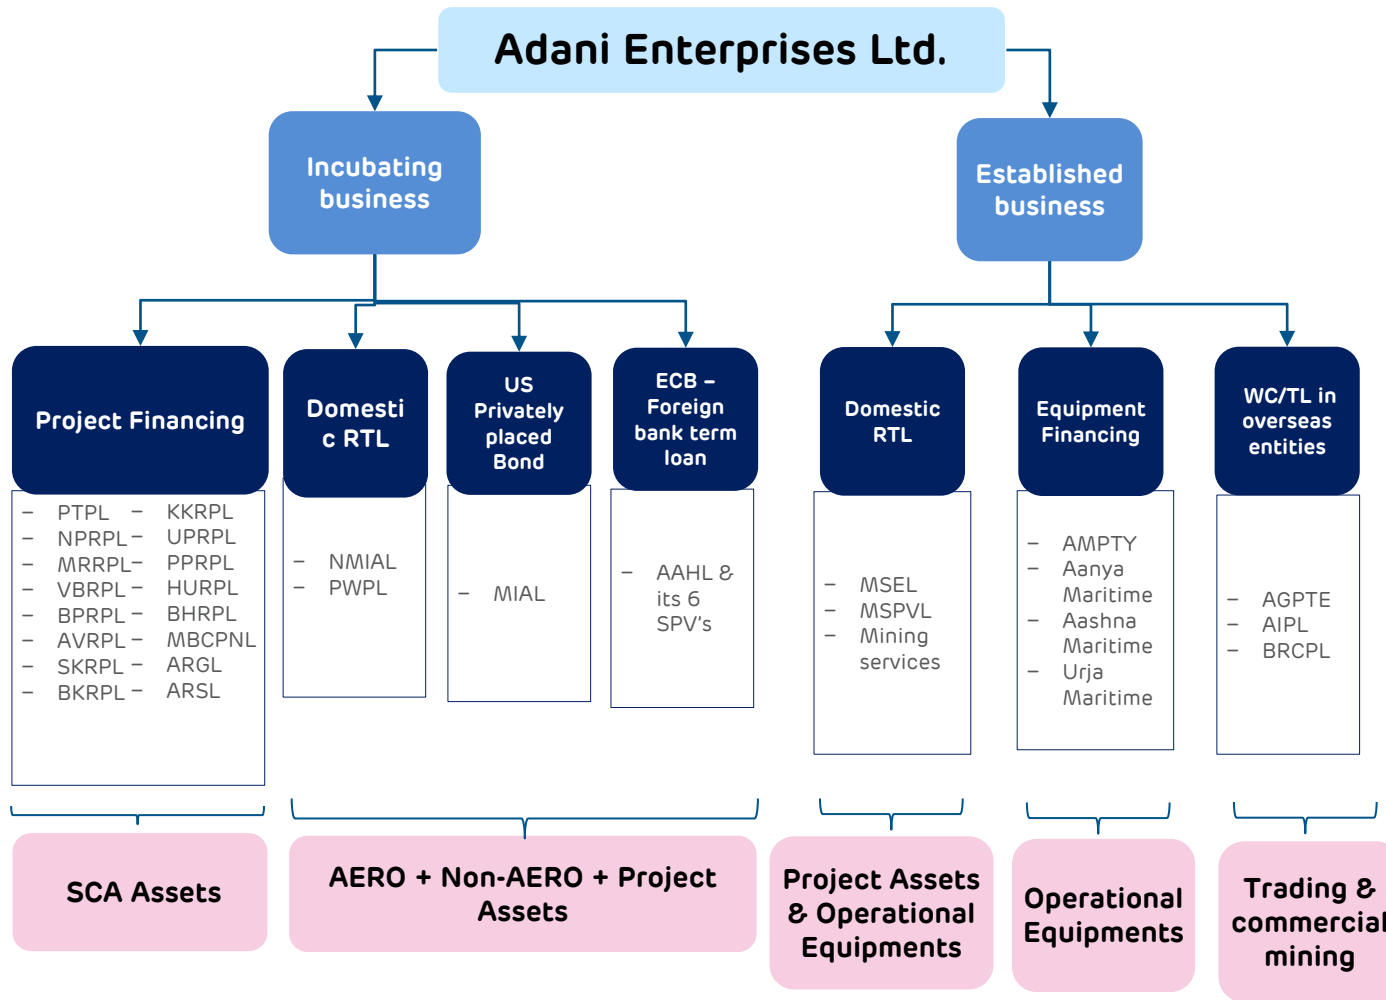 Adani Enterprises Ltd.
Incubating
business
Established
business
Project Financing
Domesti
c RTL
US
Privately
placed
Bond
ECB –
Foreign
bank term
loan
Domestic
RTL
Equipment
Financing
WC/TL in
overseas
entities
– PTPL
– NPRPL
– MRRPL
– VBRPL
– BPRPL
– AVRPL
– SKRPL
– BKRPL
– KKRPL
– UPRPL
– PPRPL
– HURPL
– BHRPL
– MBCPNL
– ARGL
– ARSL
– NMIAL
– PWPL
– MIAL
– AAHL &
its 6
SPV's
– MSEL
– MSPVL
– Mining
services
– AMPTY
– Aanya
Maritime
– Aashna
Maritime
– Urja
Maritime
– AGPTE
– AIPL
– BRCPL
SCA Assets
AERO + Non-AERO + Project
Assets
Project Assets
& Operational
Equipments
Operational
Equipments
Trading &
commercial
mining